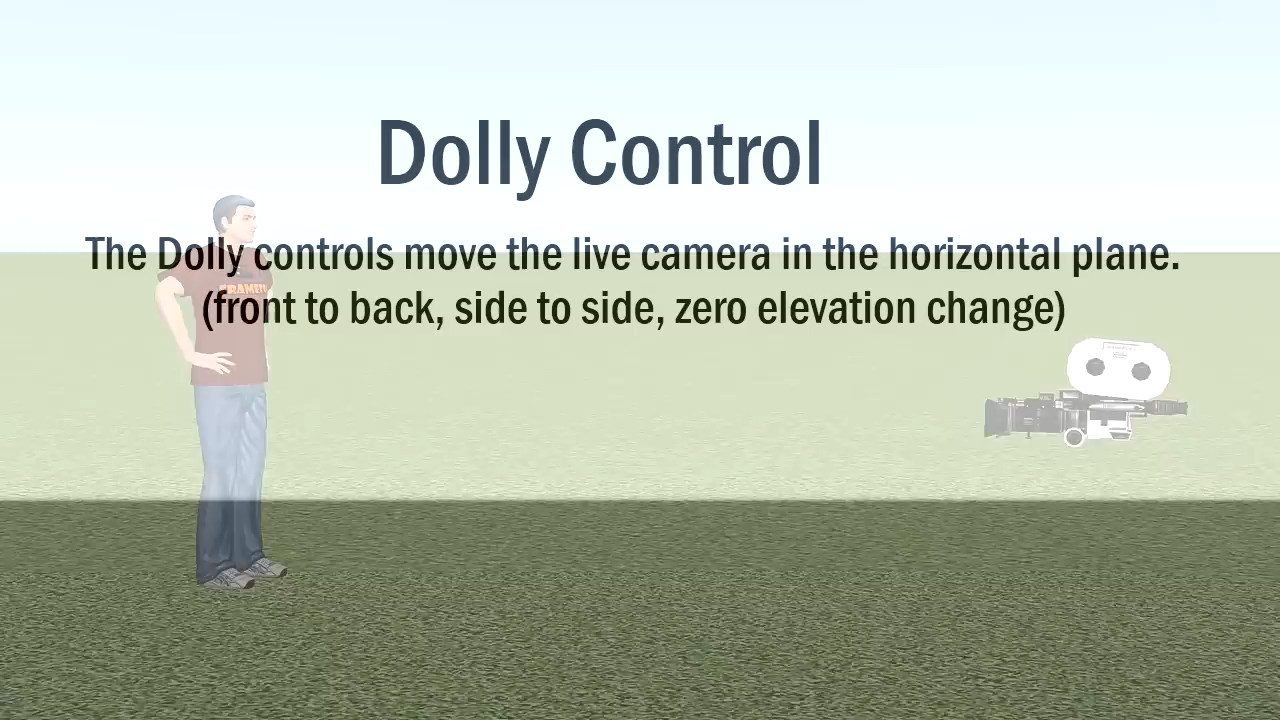 Dolly Control
The Dolly controls move the live camera in the horizontal plane.
(front to back, side to side, zero elevation change)